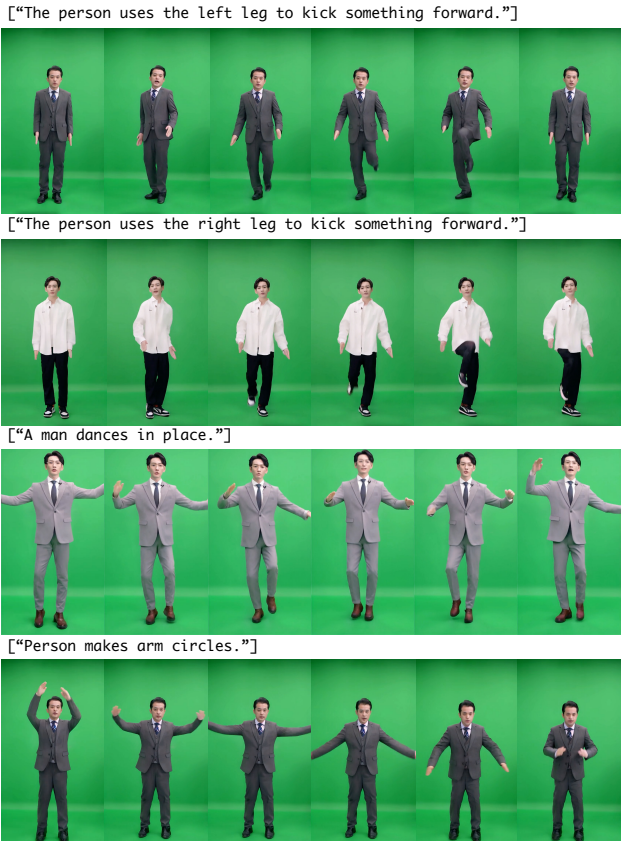 [“The person uses the left leg to kick something forward.”]
[“The person uses the right leg to kick something forward.”]
[“A man dances in place.”]
[“Person makes arm circles.”]